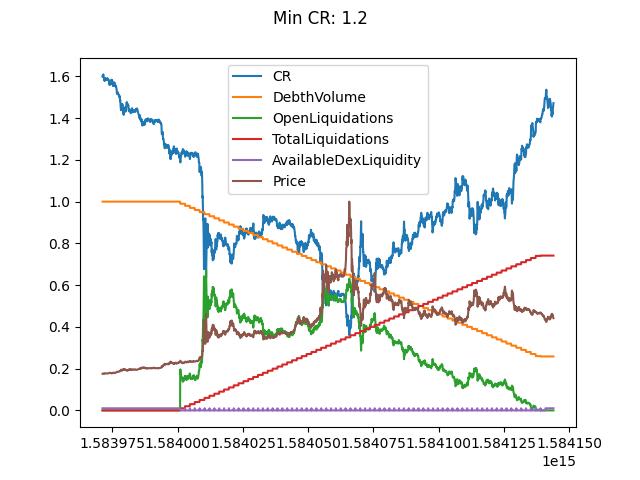 Min CR: 1.2
1.6
1.4
1.2
1.0
0.8
0.6
0.4
0.2
0.0
CR
DebthVolume
OpenLiquidations
TotalLiquidations
AvailableDexLiquidity
Price
1.583975 1.584000 1.584025 1.584050 1.584075 1.584100 1.584125 1.584150
1e15